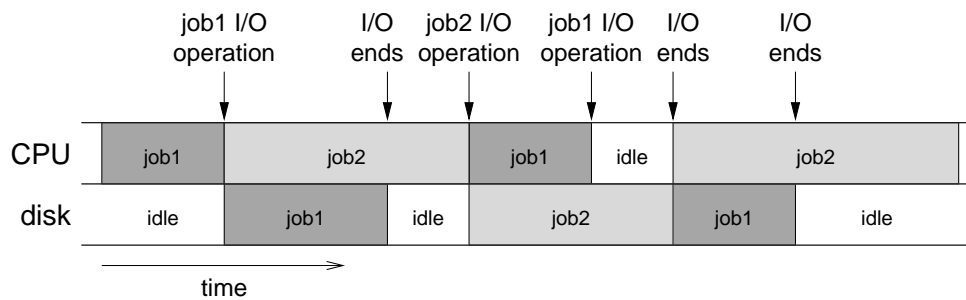 job1 I/O
operation
I/O
ends
job2 I/O
operation
job1 I/O
operation
I/O
ends
I/O
ends
CPU
job1
job2
job1
idle
job2
disk
idle
job1
idle
job2
job1
idle
time